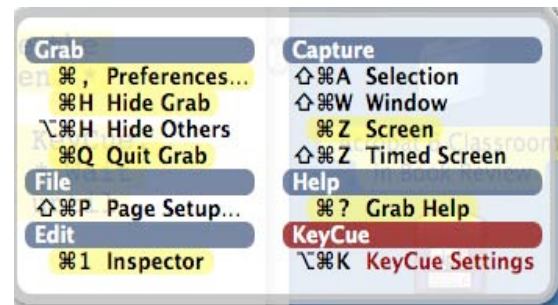 Grab
⌘, Preferences...
⌘H Hide Grab
⌥⌘H Hide Others
⌘Q Quit Grab
File
⇧⌘P Page Setup...
Edit
⌘1 Inspector
Capture
⇧⌘A Selection
⇧⌘W Window
⌘Z Screen
⇧⌘Z Timed Screen
Help
⌘? Grab Help
KeyCue
⌥⌘K KeyCue Settings